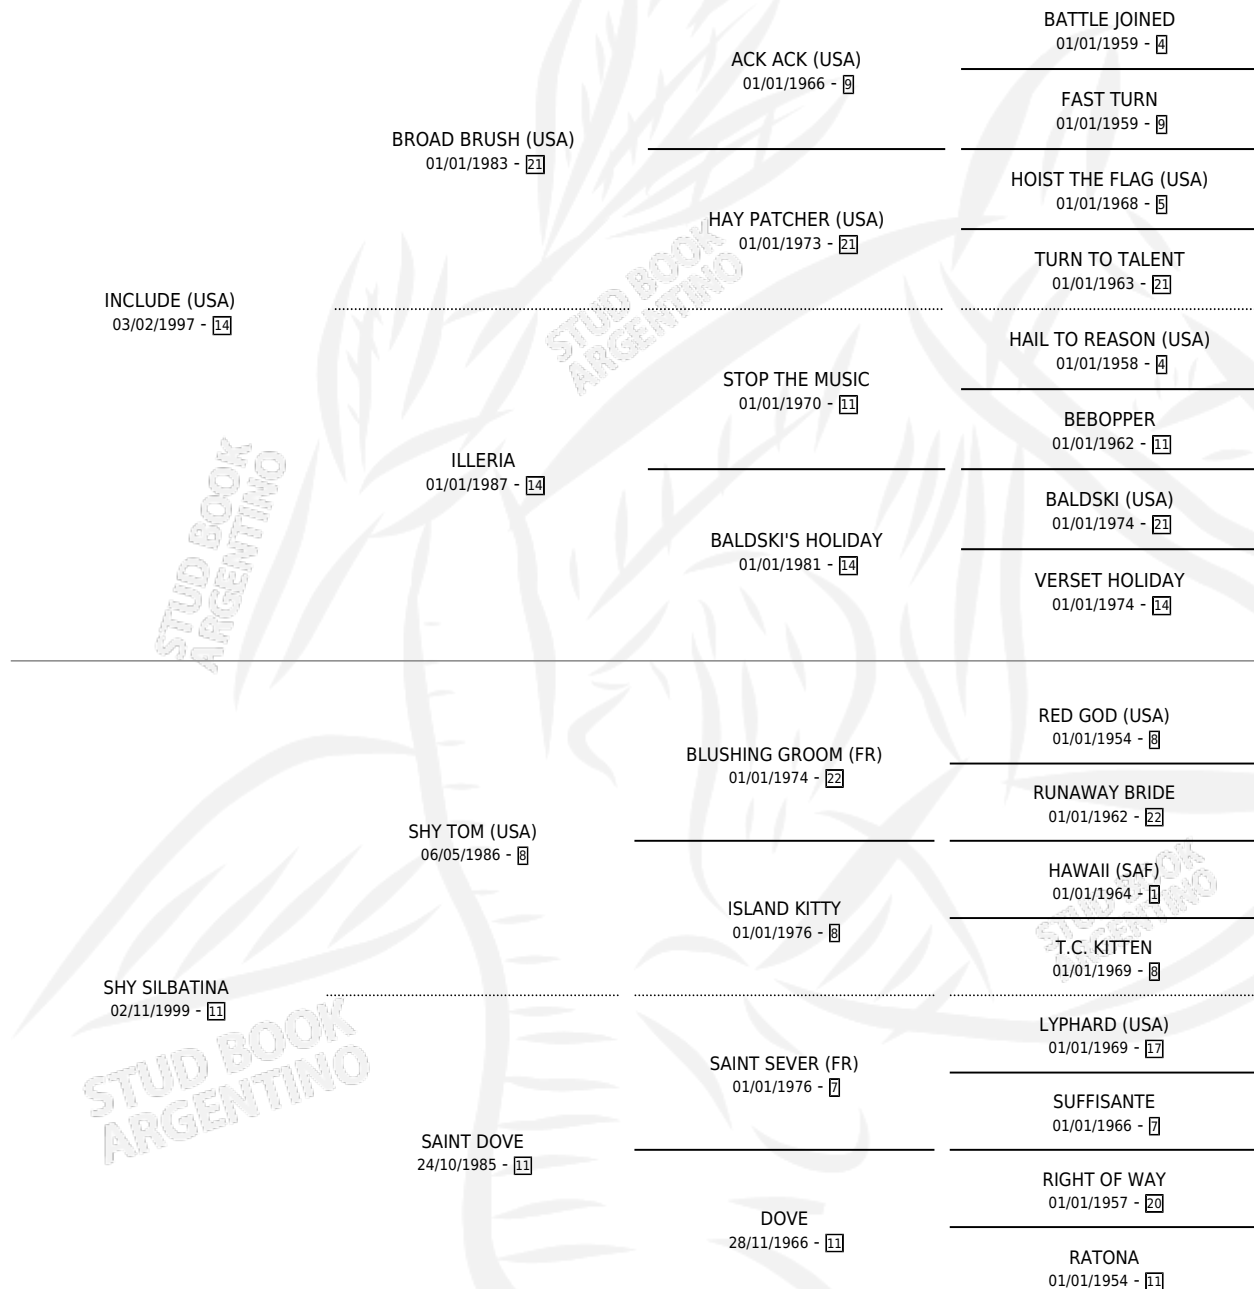 BATTLE JOINED
01/01/1959 - 4
ACK ACK (USA)
01/01/1966 - 9
FAST TURN
01/01/1959 - 9
BROAD BRUSH (USA)
01/01/1983 - 21
HOIST THE FLAG (USA)
01/01/1968 - 5
HAY PATCHER (USA)
01/01/1973 - 21
TURN TO TALENT
01/01/1963 - 21
INCLUDE (USA)
03/02/1997 - 14
HAIL TO REASON (USA)
01/01/1958 - 4
STOP THE MUSIC
01/01/1970 - 11
BEBOPPER
01/01/1962 - 11
ILLERIA
01/01/1987 - 14
BALDSKI (USA)
01/01/1974 - 21
BALDSKI'S HOLIDAY
01/01/1981 - 14
VERSET HOLIDAY
01/01/1974 - 14
RED GOD (USA)
01/01/1954 - 8
BLUSHING GROOM (FR)
01/01/1974 - 22
RUNAWAY BRIDE
01/01/1962 - 22
SHY TOM (USA)
06/05/1986 - 8
HAWAII (SAF)
01/01/1964 - 1
ISLAND KITTY
01/01/1976 - 8
T.C. KITTEN
01/01/1969 - 8
SHY SILBATINA
02/11/1999 - 11
LYPHARD (USA)
01/01/1969 - 17
SAINT SEVER (FR)
01/01/1976 - 7
SUFFISANTE
01/01/1966 - 7
SAINT DOVE
24/10/1985 - 11
RIGHT OF WAY
01/01/1957 - 20
DOVE
28/11/1966 - 11
RATONA
01/01/1954 - 11
STUD BOOK
ARGENTINO
STUD BOOK
ARGENTINO
STUD BOOK
ARGENTINO
STUD BOOK
ARGENTINO